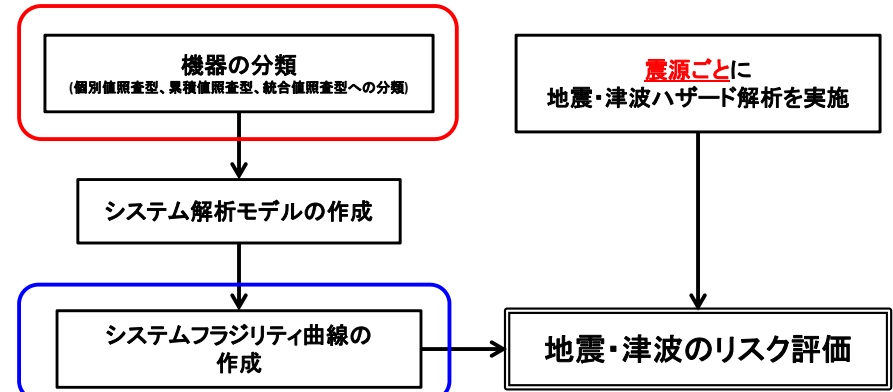 機器の分類
(個別値照査型、累積値照査型、統合値照査型への分類)
震源ごとに
地震・津波ハザード解析を実施
システム解析モデルの作成
システムフラジリティ曲線の
作成
地震・津波のリスク評価